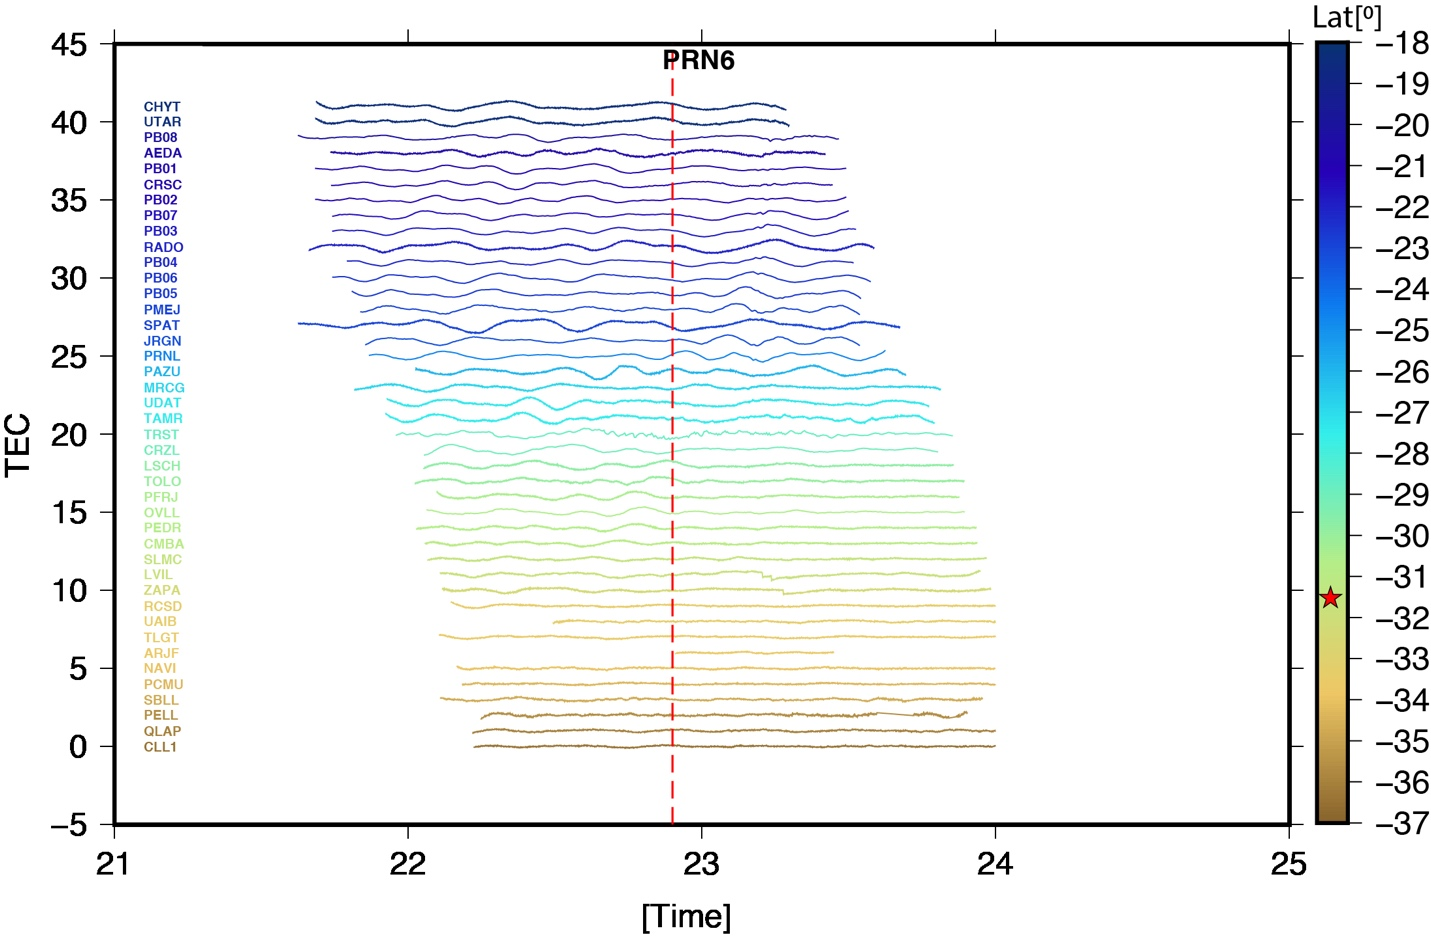 Lat[º]
PRN6
45
40
35
30
25
20
15
10
5
0
−5
TEC
CHYT
UTAR
PB08
AEDA
PB01
CRSC
PB02
PB07
PB03
RADO
PB04
PB06
PB05
PMEJ
SPAT
JRGN
PRNL
PAZU
MRCG
UDAT
TAMR
TRST
CRZL
LSCH
TOLO
PFRJ
OVLL
PEDR
CMBA
SLMC
LVIL
ZAPA
RCSD
UAIB
TLGT
ARJF
NAVI
PCMU
SBLL
PELL
QLAP
CLL1
21 22 23 24 25
[Time]
−18
−19
−20
−21
−22
−23
−24
−25
−26
−27
−28
−29
−30
−31
−32
−33
−34
−35
−36
−37